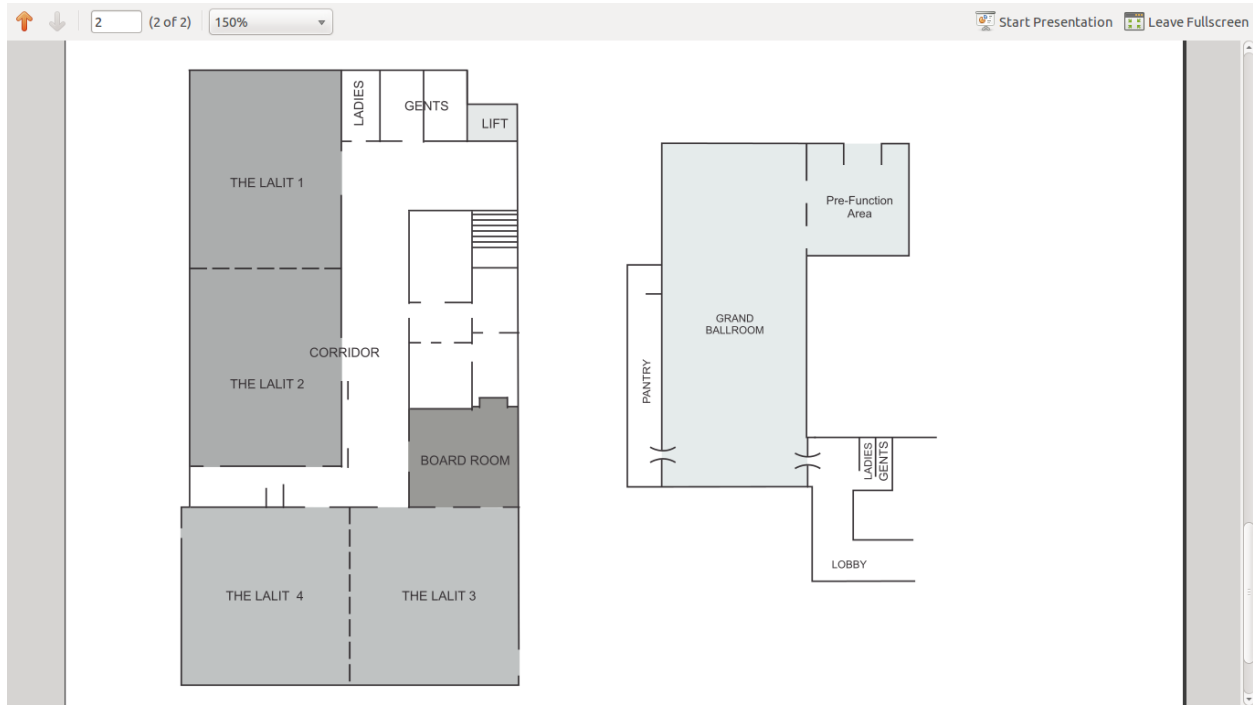 2
(2 of 2)
150%
Start Presentation
Leave Fullscreen
LADIES
GENTS
LIFT
THE LALIT 1
CORRIDOR
THE LALIT 2
BOARD ROOM
THE LALIT 4
THE LALIT 3
Pre-Function
Area
GRAND
BALLROOM
PANTRY
LADIES
GENTS
LOBBY